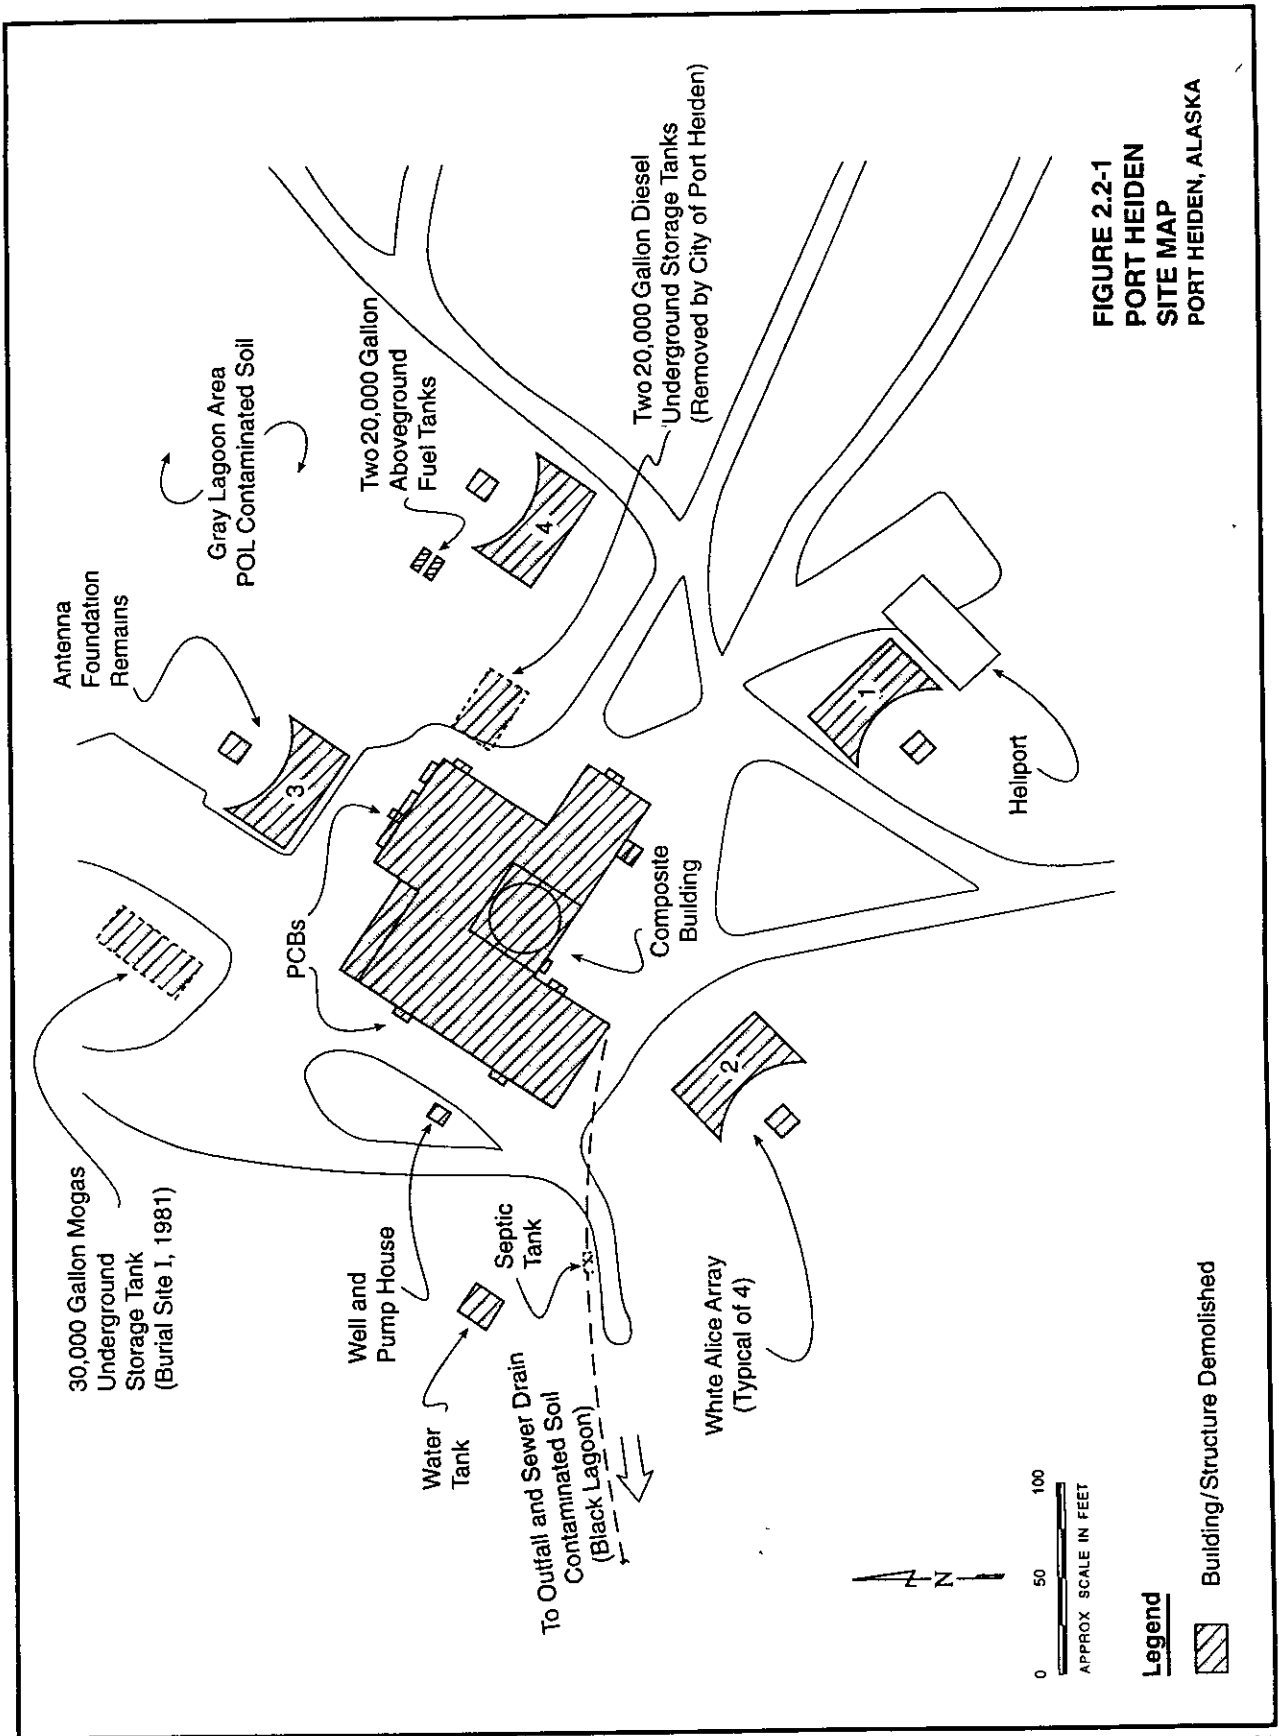 30,000 Gallon Mogas
Underground
Storage Tank
(Burial Site I, 1981)
Antenna
Foundation
Remains
Gray Lagoon Area
POL Contaminated Soil
Two 20,000 Gallon
Aboveground
Fuel Tanks
Two 20,000 Gallon Diesel
Underground Storage Tanks
(Removed by City of Port Heiden)
PCBs
3
4
Well and
Pump House
Water
Tank
Septic
Tank
To Outfall and Sewer Drain
Contaminated Soil
(Black Lagoon)
Composite
Building
2
1
White Alice Array
(Typical of 4)
Heliport
N
0
50
100
APPROX SCALE IN FEET
Legend
Building/Structure Demolished
FIGURE 2.2-1
PORT HEIDEN
SITE MAP
PORT HEIDEN, ALASKA